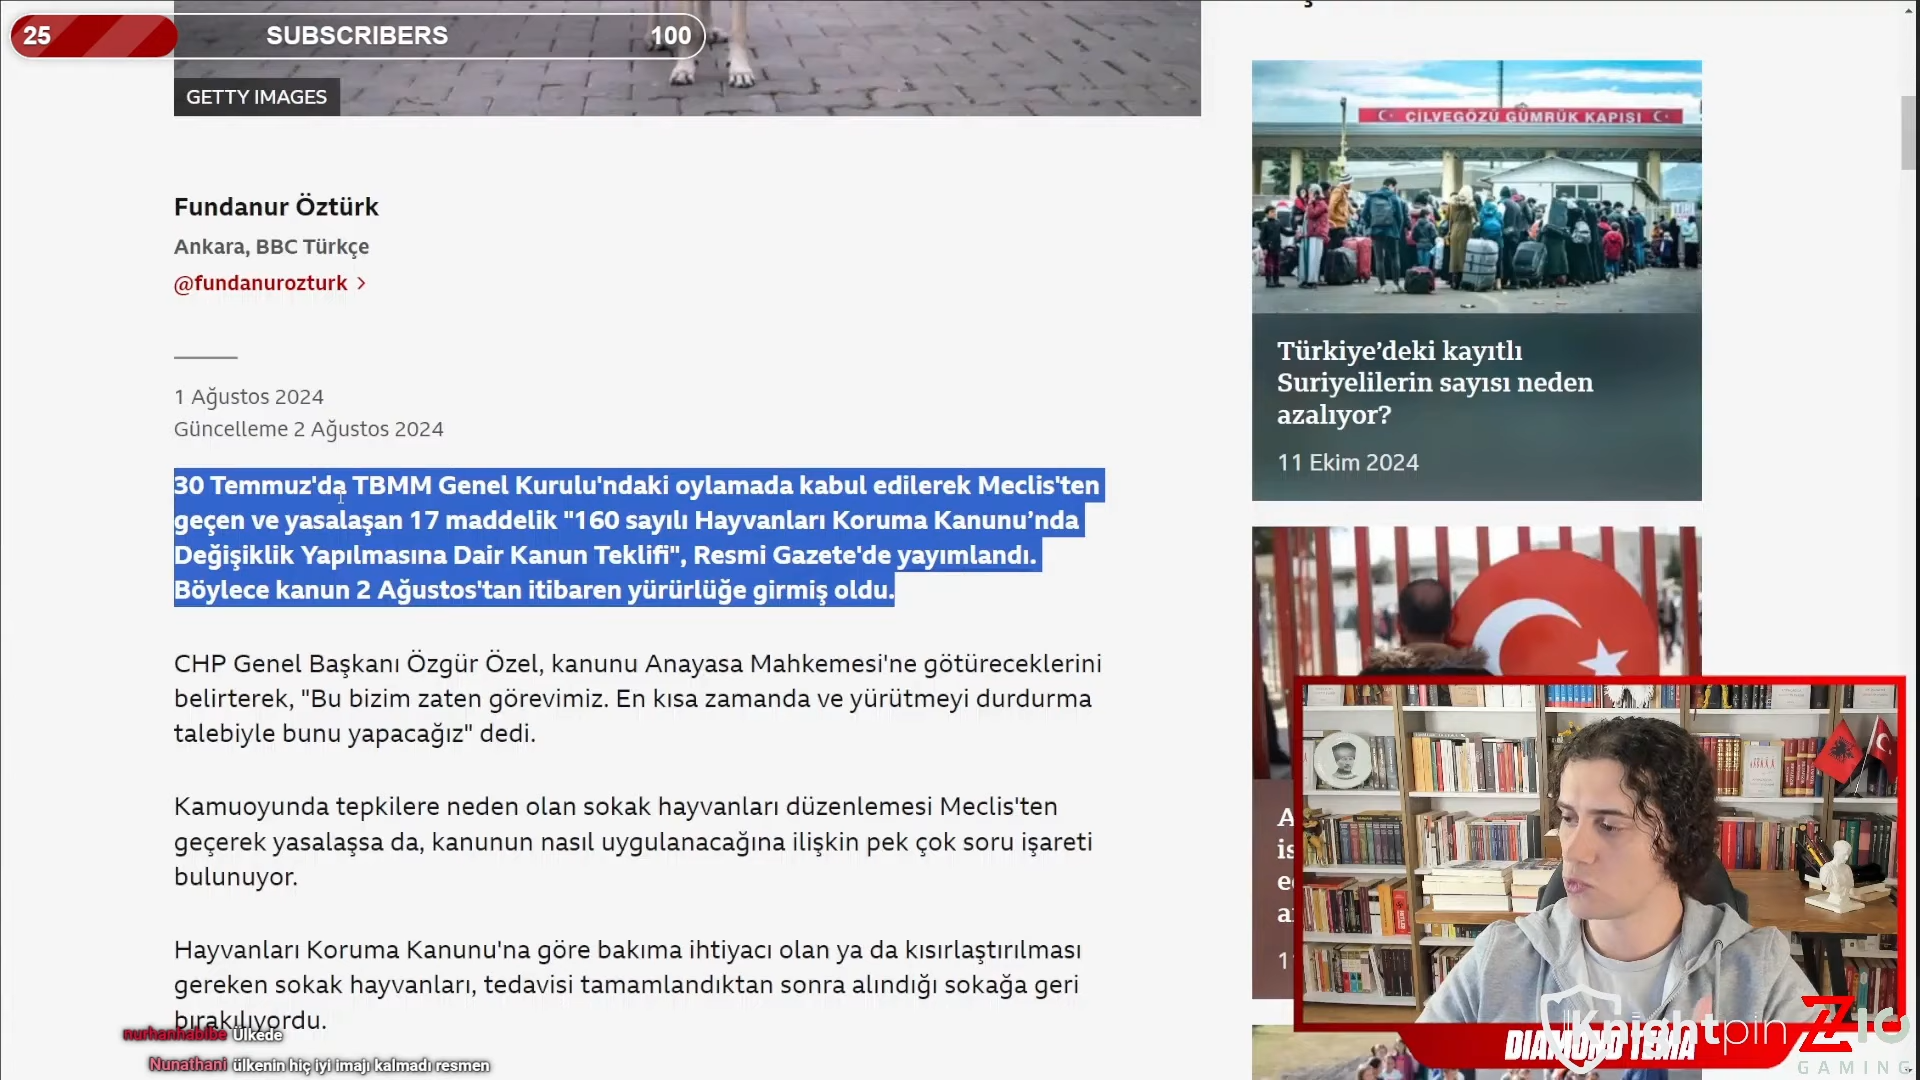 25 SUBSCRIBERS 100
GETTY IMAGES
Fundanur Öztürk
Ankara, BBC Türkçe
@fundanurozturk
1 Ağustos 2024
Güncelleme 2 Ağustos 2024
30 Temmuz'da TBMM Genel Kurulu'ndaki oylamada kabul edilerek Meclis'ten
geçen ve yasalaşan 17 maddelik "160 sayılı Hayvanları Koruma Kanunu’nda
Değişiklik Yapılmasına Dair Kanun Teklifi", Resmi Gazete'de yayımlandı.
Böylece kanun 2 Ağustos'tan itibaren yürürlüğe girmiş oldu.
CHP Genel Başkanı Özgür Özel, kanunu Anayasa Mahkemesi'ne götüreceklerini
belirterek, "Bu bizim zaten görevimiz. En kısa zamanda ve yürütmeyi durdurma
talebiyle bunu yapacağız" dedi.
Kamuoyunda tepkilere neden olan sokak hayvanları düzenlemesi Meclis'ten
geçerek yasalaşsa da, kanunun nasıl uygulanacağına ilişkin pek çok soru işareti
bulunuyor.
Hayvanları Koruma Kanunu'na göre bakıma ihtiyacı olan ya da kısırlaştırılması
gereken sokak hayvanları, tedavisi tamamlandıktan sonra alındığı sokağa geri
bırakılıyordu.
nurhanhabibe Ülkede
Nunathani ülkenin hiç iyi imajı kalmadı resmen
CİLVEGÖZÜ GÜMRÜK KAPISI
Türkiye’deki kayıtlı
Suriyelilerin sayısı neden
azalıyor?
11 Ekim 2024
DIAMOND TEMA
Knightpin
GAMING